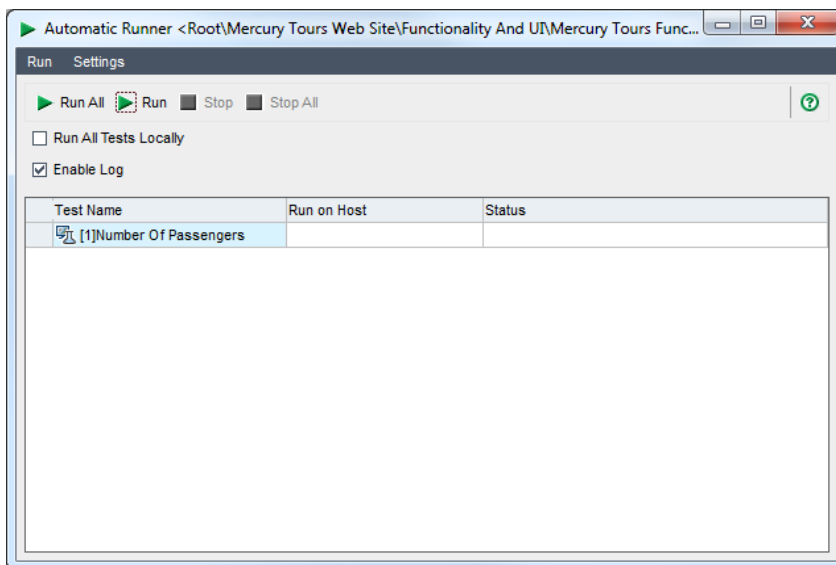 Automatic Runner <Root\Mercury Tours Web Site\Functionality And UI\Mercury Tours Func...
Run Settings
Run All Run Stop Stop All
Run All Tests Locally
Enable Log
Test Name Run on Host Status
[1]Number Of Passengers